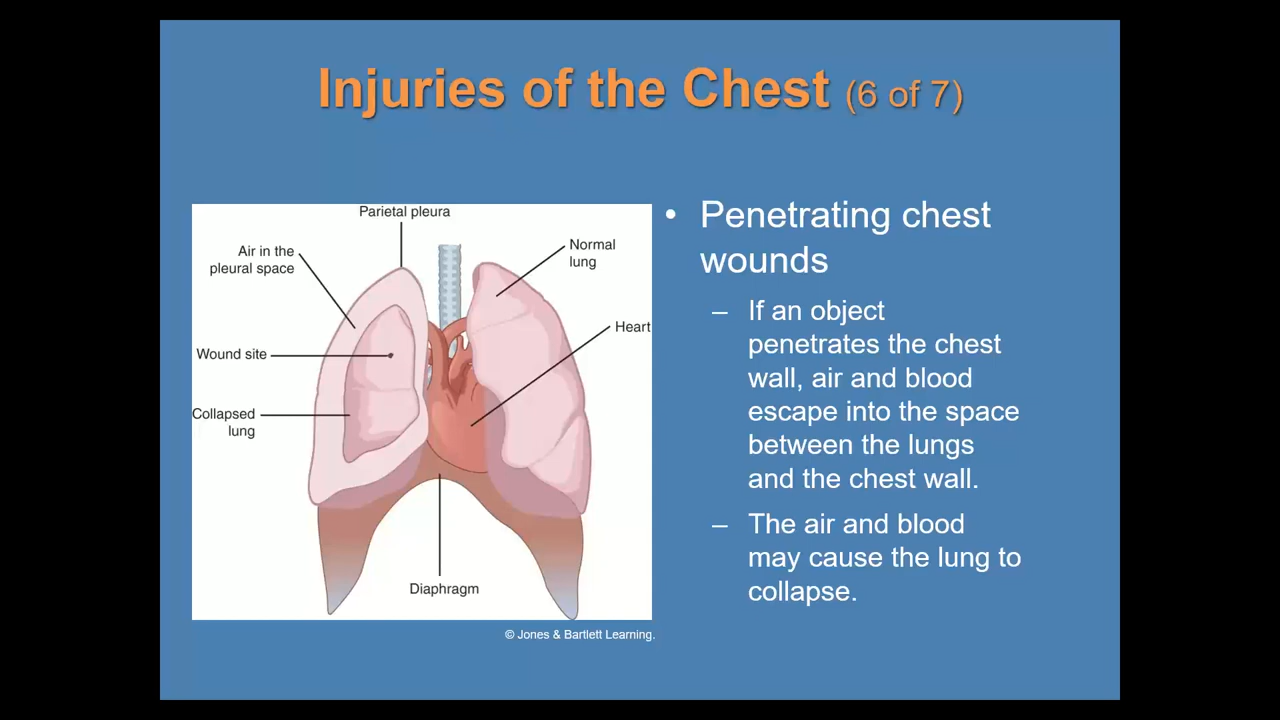 Injuries of the Chest (6 of 7)
Parietal pleura
Air in the
pleural space
Normal
lung
Heart
Wound site
Collapsed
lung
Diaphragm
© Jones & Bartlett Learning.
• Penetrating chest
wounds
– If an object
penetrates the chest
wall, air and blood
escape into the space
between the lungs
and the chest wall.
– The air and blood
may cause the lung to
collapse.